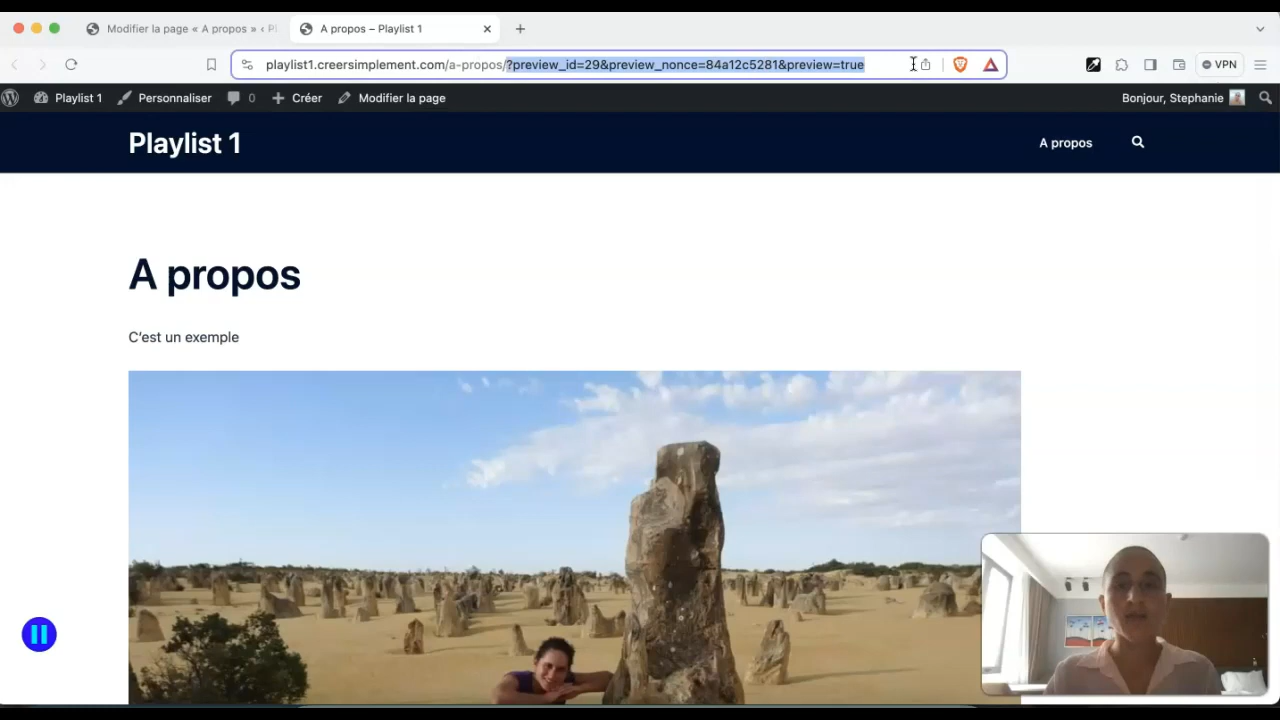 Modifier la page « A propos » ‹ Pl
A propos – Playlist 1
playlist1.creersimplement.com/a-propos/?preview_id=29&preview_nonce=84a12c5281&preview=true
VPN
Playlist 1
Personnaliser
0
Créer
Modifier la page
Bonjour, Stephanie
Playlist 1
A propos
A propos
C'est un exemple